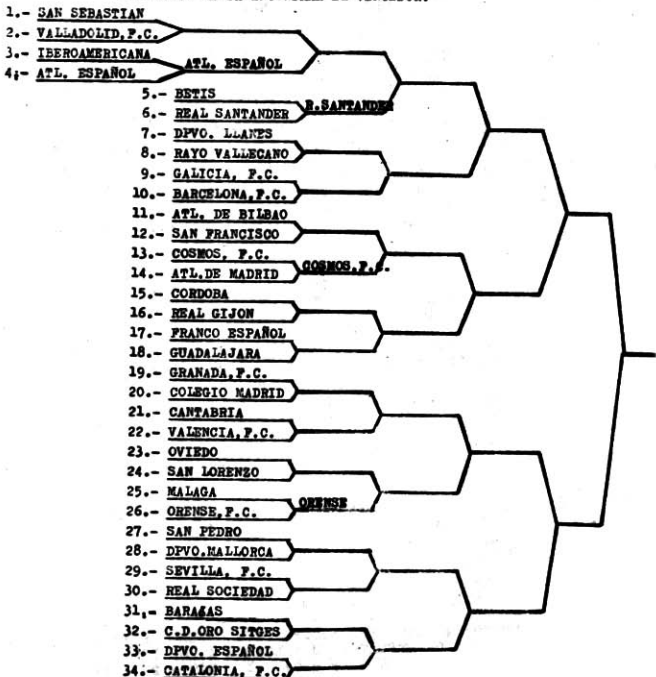 1.- SAN SEBASTIAN
2.- VALLADOLID, F.C.
3.- IBEROAMERICANA
4;- ATL. ESPAÑOL
ATL. ESPAÑOL
5.- BETIS
6.- REAL SANTANDER
R.SANTANDER
7.- DPVO. LLANES
8.- RAYO VALLECANO
9.- GALICIA, F.C.
10.- BARCELONA, F.C.
11.- ATL. DE BILBAO
12.- SAN FRANCISCO
13.- COSMOS, F.C.
14.- ATL.DE MADRID
COSMOS, F.C.
15.- CORDOBA
16.- REAL GIJON
17.- FRANCO ESPAÑOL
18.- GUADALAJARA
19.- GRANADA, F.C.
20.- COLEGIO MADRID
21.- CANTABRIA
22.- VALENCIA, F.C.
23.- OVIEDO
24.- SAN LORENZO
25.- MALAGA
26.- ORENSE, F.C.
ORENSE
27.- SAN PEDRO
28.- DPVO.MALLORCA
29.- SEVILLA, F.C.
30.- REAL SOCIEDAD
31,- BARAJAS
32.- C.D.ORO SITGES
33.- DPVO. ESPAÑOL
34.- CATALONIA, F.C.